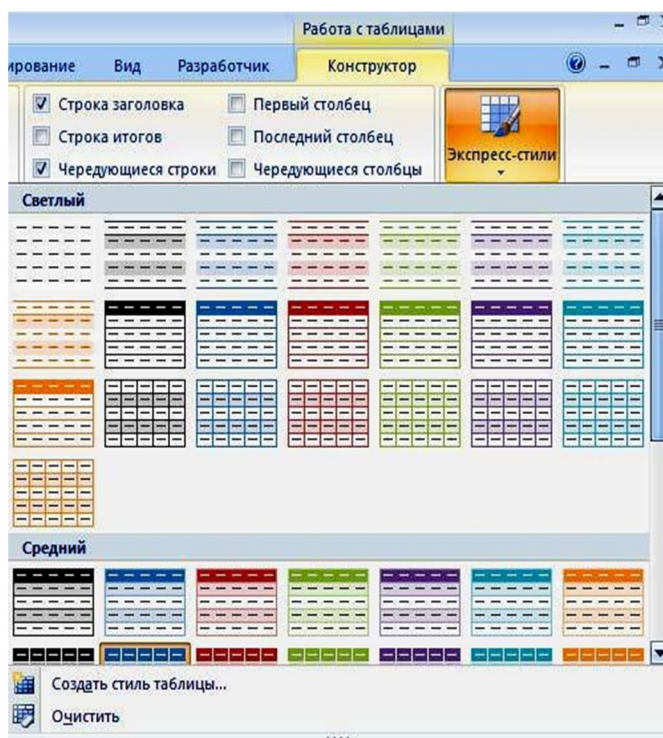 Работа с таблицами
ирование Вид Разработчик Конструктор
Строка заголовка Первый столбец
Строка итогов Последний столбец
Чередующиеся строки Чередующиеся столбцы
Экспресс-стили
Светлый
Средний
Создать стиль таблицы...
Очистить